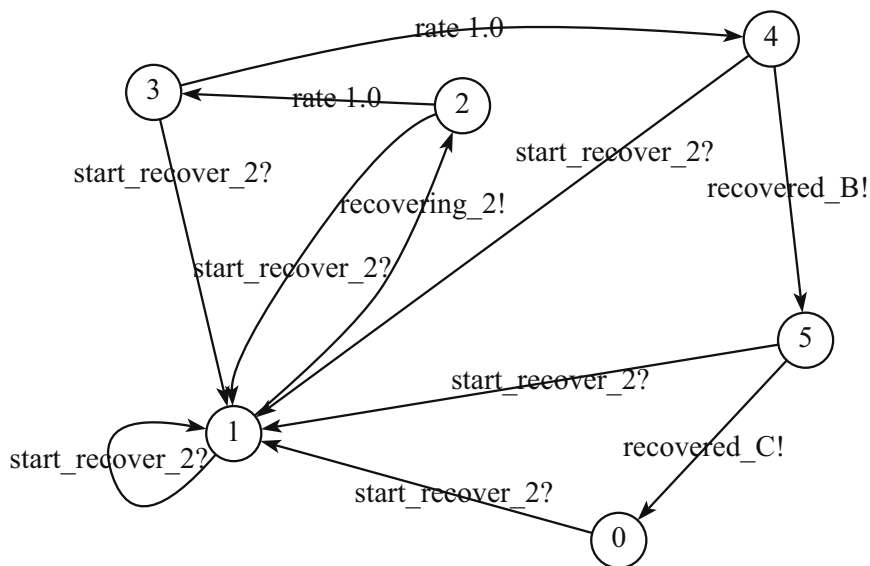 rate 1.0
4
3
rate 1.0
2
start_recover_2?
start_recover_2?
recovered_B!
recovering_2!
start_recover_2?
5
start_recover_2?
1
start_recover_2?
recovered_C!
start_recover_2?
0